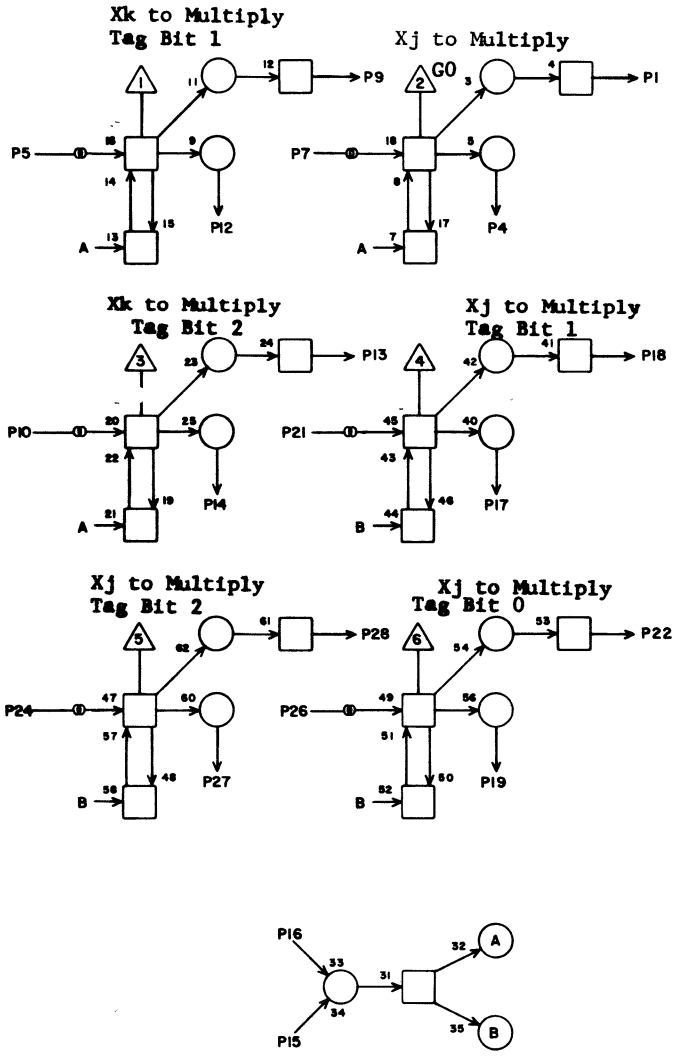 Xk to Multiply
Tag Bit 1
1
11
12
P9
P5
16
9
14
15
P12
A
13
Xj to Multiply
GO
2
3
4
P1
P7
18
5
8
17
P4
A
7
Xk to Multiply
Tag Bit 2
3
23
24
P13
P10
20
25
22
19
P14
A
21
Xj to Multiply
Tag Bit 1
4
42
41
P18
P21
45
40
43
46
P17
B
44
Xj to Multiply
Tag Bit 2
5
62
61
P28
P24
47
60
57
48
P27
B
58
Xj to Multiply
Tag Bit 0
6
54
53
P22
P26
49
56
51
50
P19
B
52
P16
33
31
32
A
34
35
B
P15